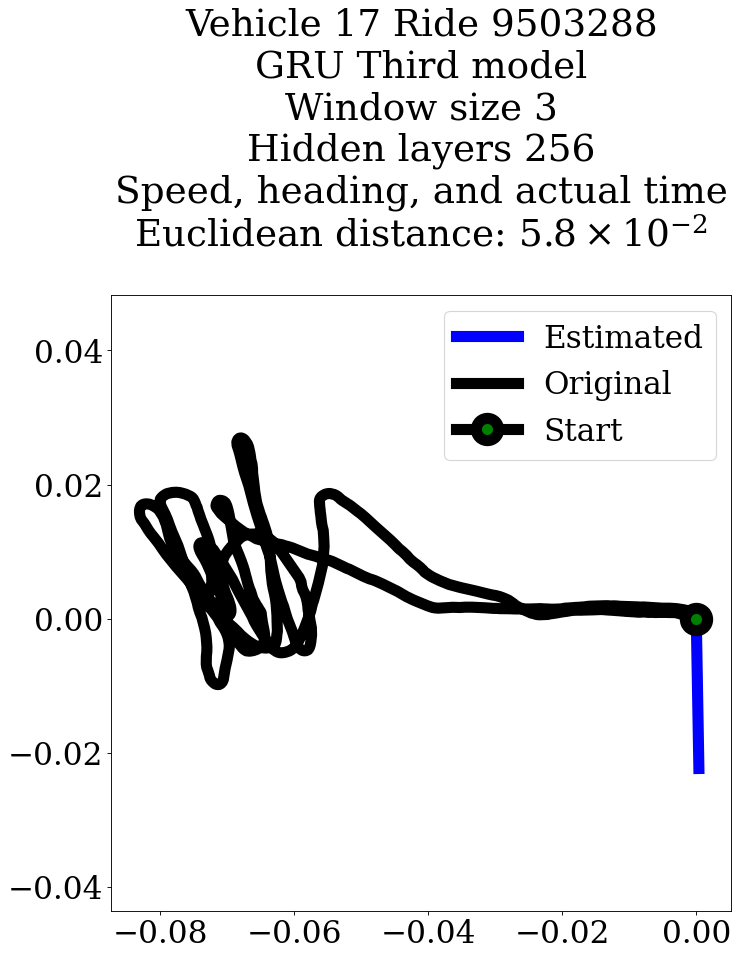 Vehicle 17 Ride 9503288
GRU Third model
Window size 3
Hidden layers 256
Speed, heading, and actual time
Euclidean distance: 5.8 × 10⁻²
Estimated
Original
Start
0.04
0.02
0.00
−0.02
−0.04
−0.08 −0.06 −0.04 −0.02 0.00